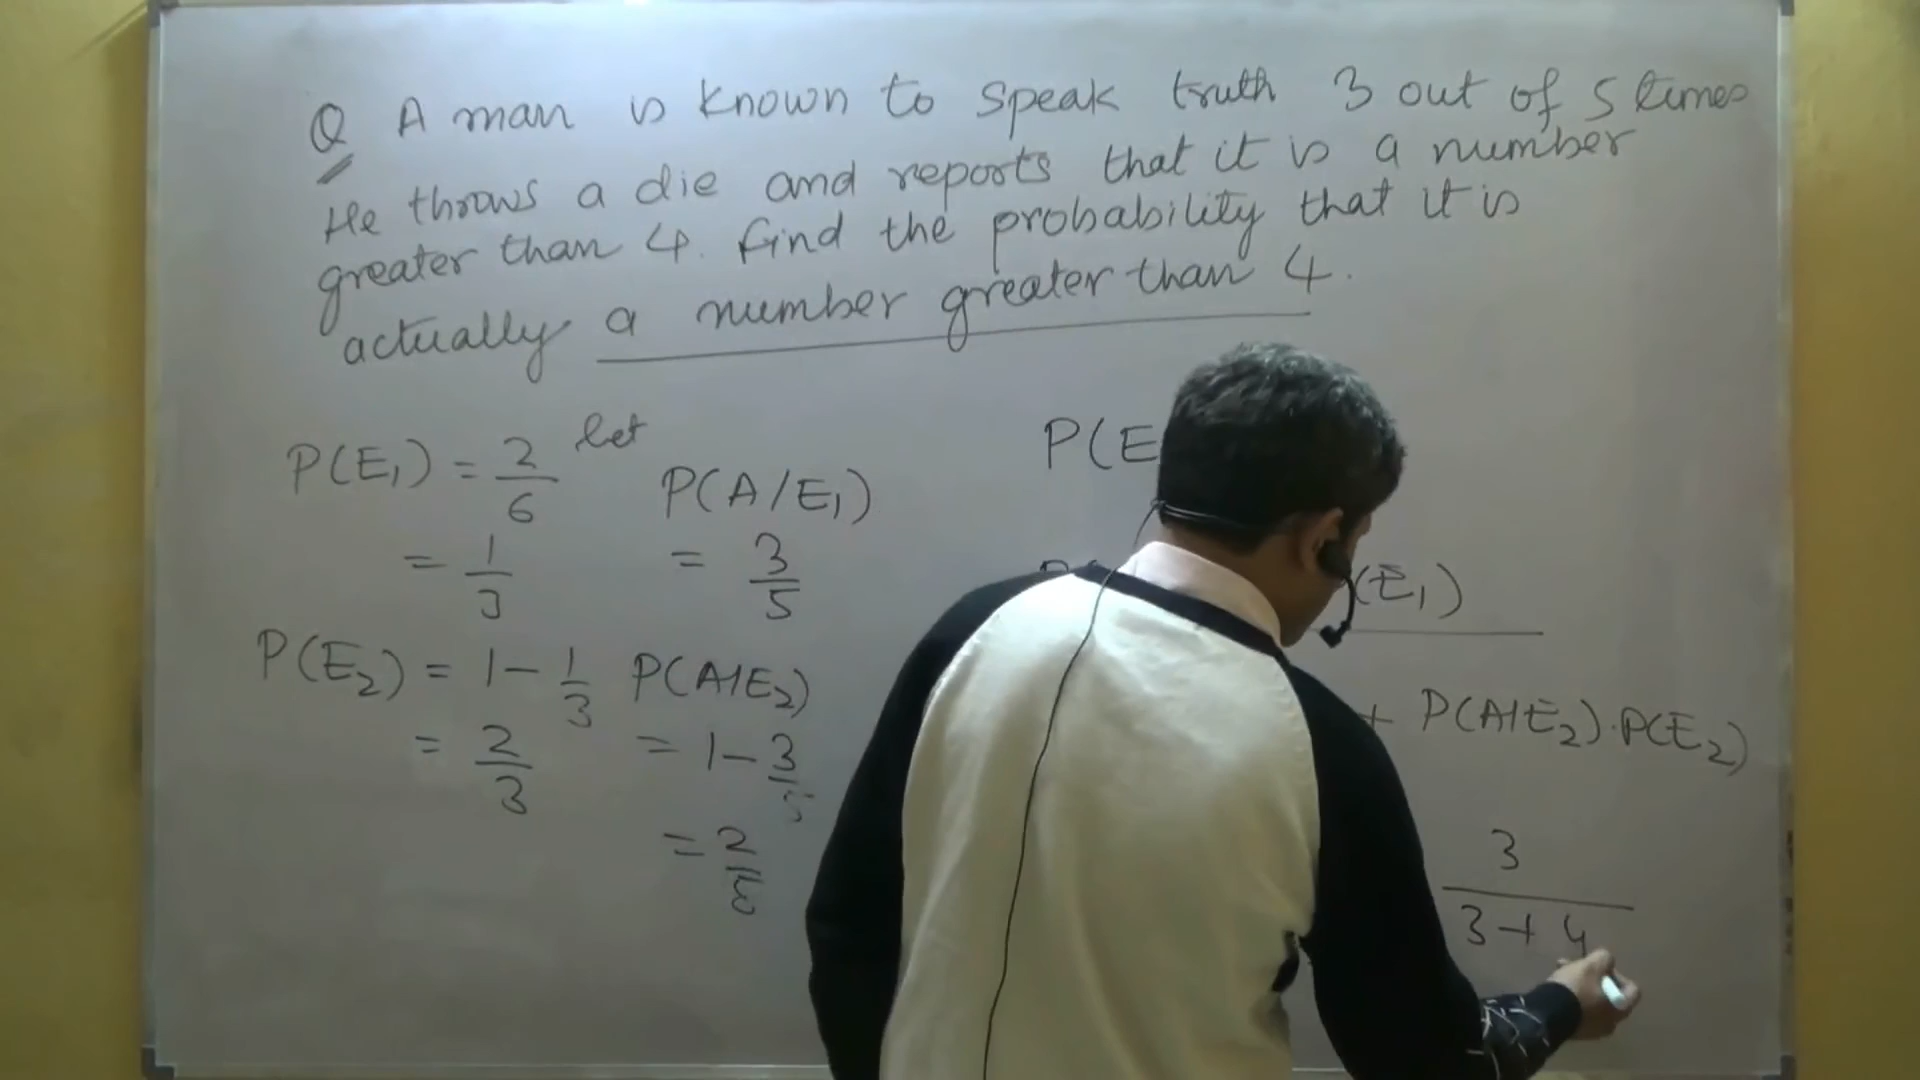 Q A man is known to speak truth 3 out of 5 times
He throws a die and reports that it is a number
greater than 4. find the probability that it is
actually a number greater than 4.
let
P(E₁) = 2/6
= 1/3
P(A/E₁)
= 3/5
P(E₂) = 1 - 1/3
= 2/3
P(A/E₂)
= 1 - 3/5
= 2/5
P(E
(E₁)
+ P(A/E₂).P(E₂)
3
3+4